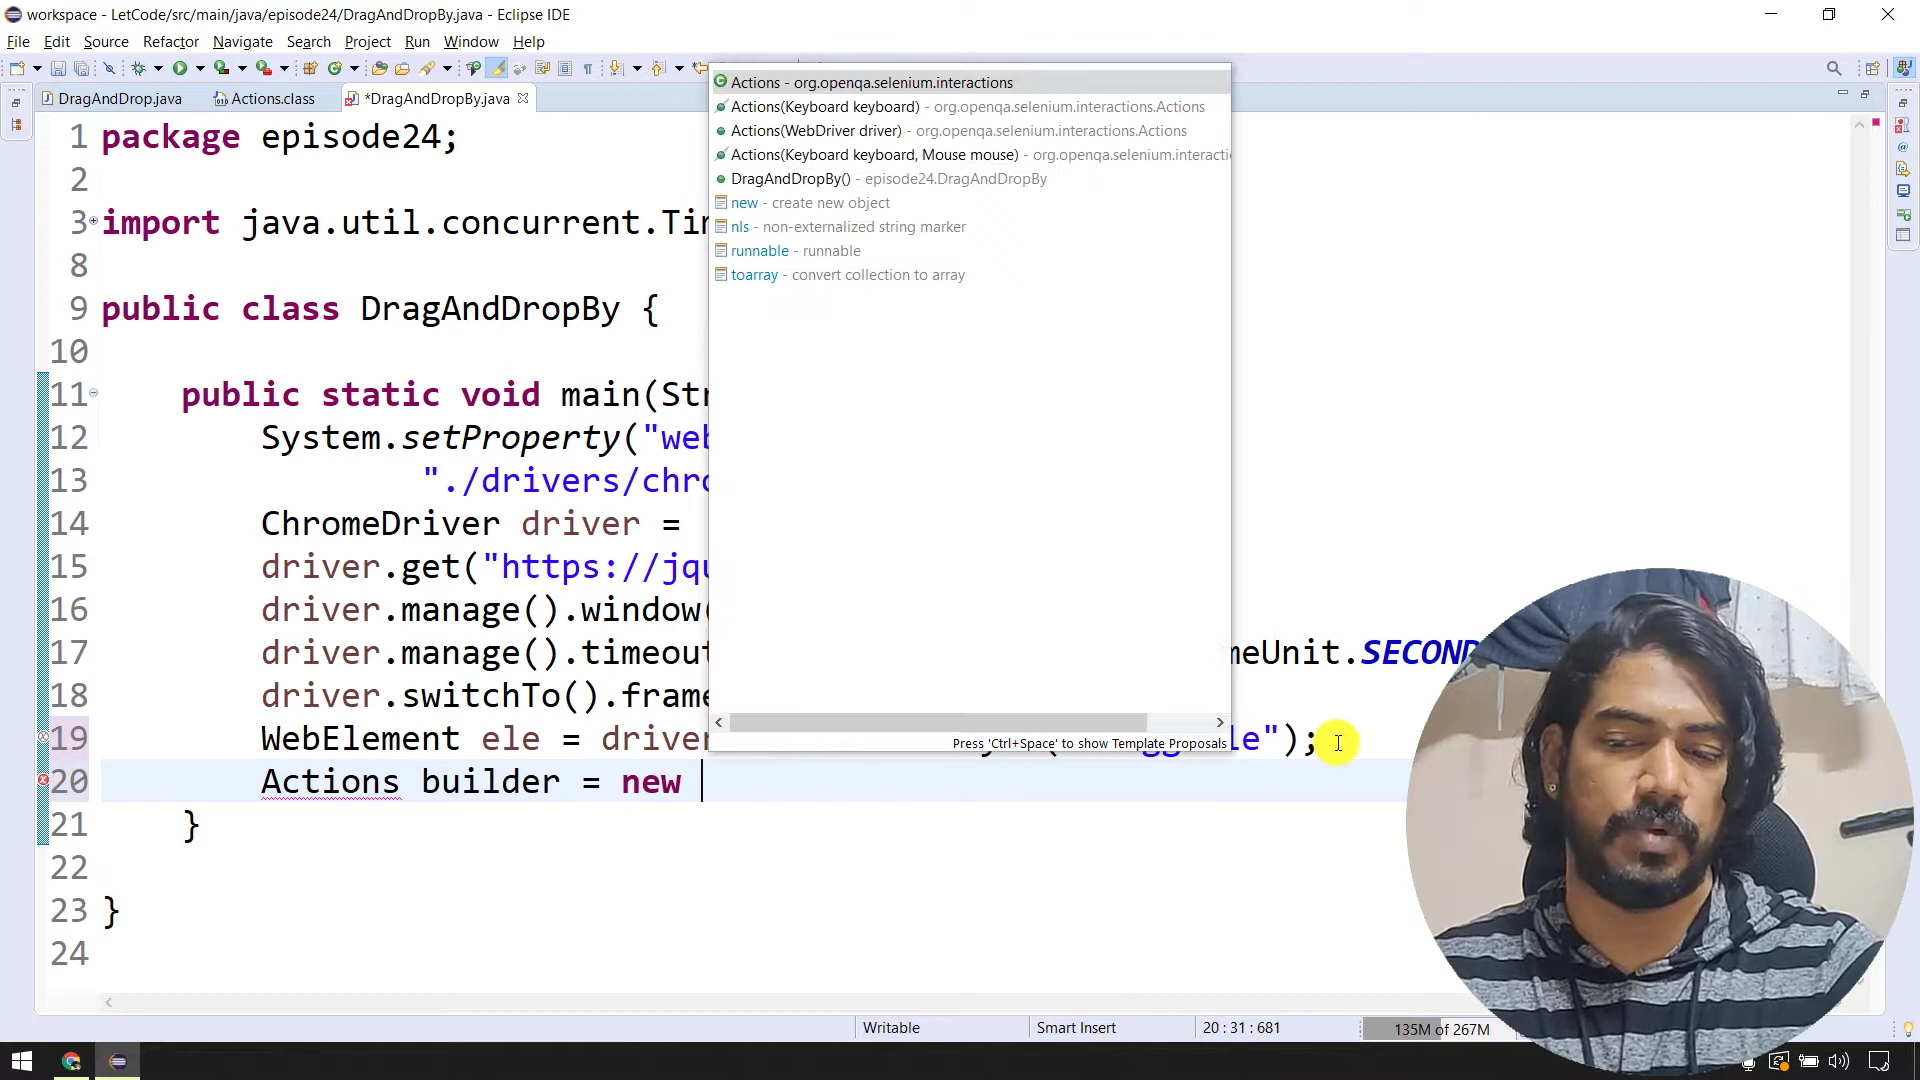 workspace - LetCode/src/main/java/episode24/DragAndDropBy.java - Eclipse IDE
File Edit Source Refactor Navigate Search Project Run Window Help
DragAndDrop.java Actions.class *DragAndDropBy.java
1 package episode24;
2
3 import java.util.concurrent.Tim
8
9 public class DragAndDropBy {
10
11 public static void main(Str
12 System.setProperty("web
13 "./drivers/chro
14 ChromeDriver driver =
15 driver.get("https://jqu
16 driver.manage().window(
17 driver.manage().timeout meUnit.SECOND
18 driver.switchTo().frame
19 WebElement ele = driver le");
20 Actions builder = new
21 }
22
23 }
24
Actions - org.openqa.selenium.interactions
Actions(Keyboard keyboard) - org.openqa.selenium.interactions.Actions
Actions(WebDriver driver) - org.openqa.selenium.interactions.Actions
Actions(Keyboard keyboard, Mouse mouse) - org.openqa.selenium.interacti
DragAndDropBy() - episode24.DragAndDropBy
new - create new object
nls - non-externalized string marker
runnable - runnable
toarray - convert collection to array
Press 'Ctrl+Space' to show Template Proposals
Writable Smart Insert 20 : 31 : 681 135M of 267M